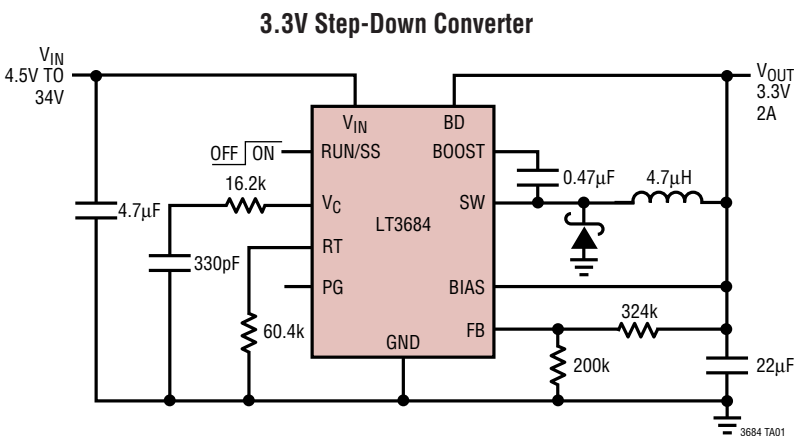 3.3V Step-Down Converter
VIN
4.5V TO
34V
VOUT
3.3V
2A
VIN
BD
OFF ON
RUN/SS
BOOST
16.2k
0.47µF
4.7µH
4.7µF
VC
SW
LT3684
330pF
RT
PG
BIAS
60.4k
324k
FB
GND
200k
22µF
3684 TA01